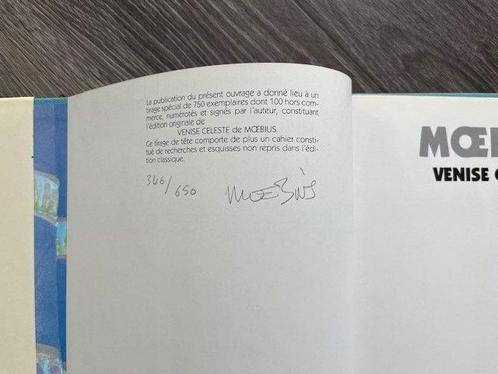 La publication du présent ouvrage a donné lieu à un
tirage spécial de 750 exemplaires dont 100 hors com-
merce, numérotés et signés par l'auteur, constituant
l'édition originale de
VENISE CELESTE de MŒBIUS.
Ce tirage de tête comporte de plus un cahier consti-
tué de recherches et esquisses non repris dans l'édi-
tion classique.
346/650 MŒBIUS
MŒB
VENISE C